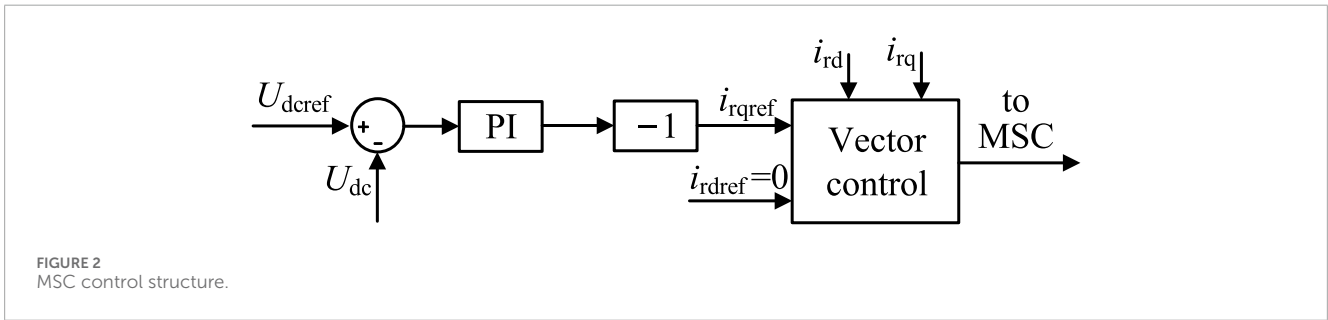 i_rd
i_rq
U_dcref
+
-
U_dc
PI
−1
i_rqref
i_rdref=0
Vector
control
to
MSC
FIGURE 2
MSC control structure.